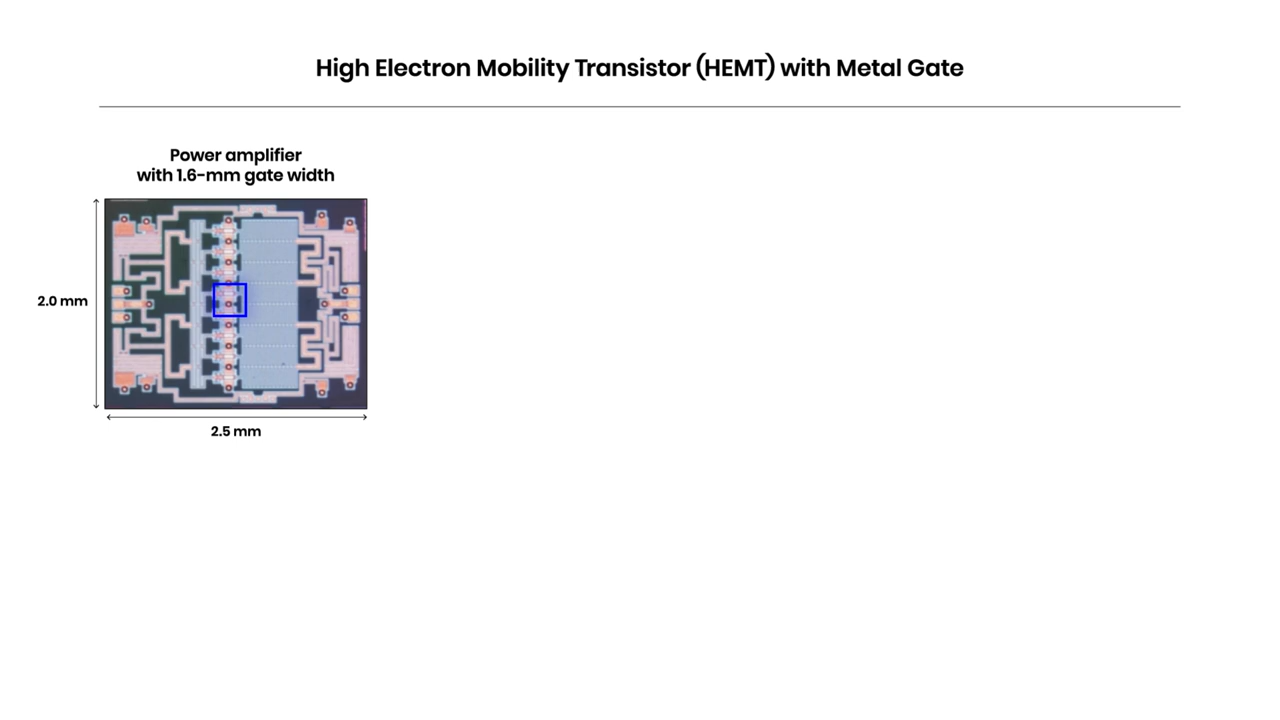 High Electron Mobility Transistor (HEMT) with Metal Gate
Power amplifier
with 1.6-mm gate width
2.0 mm
2.5 mm